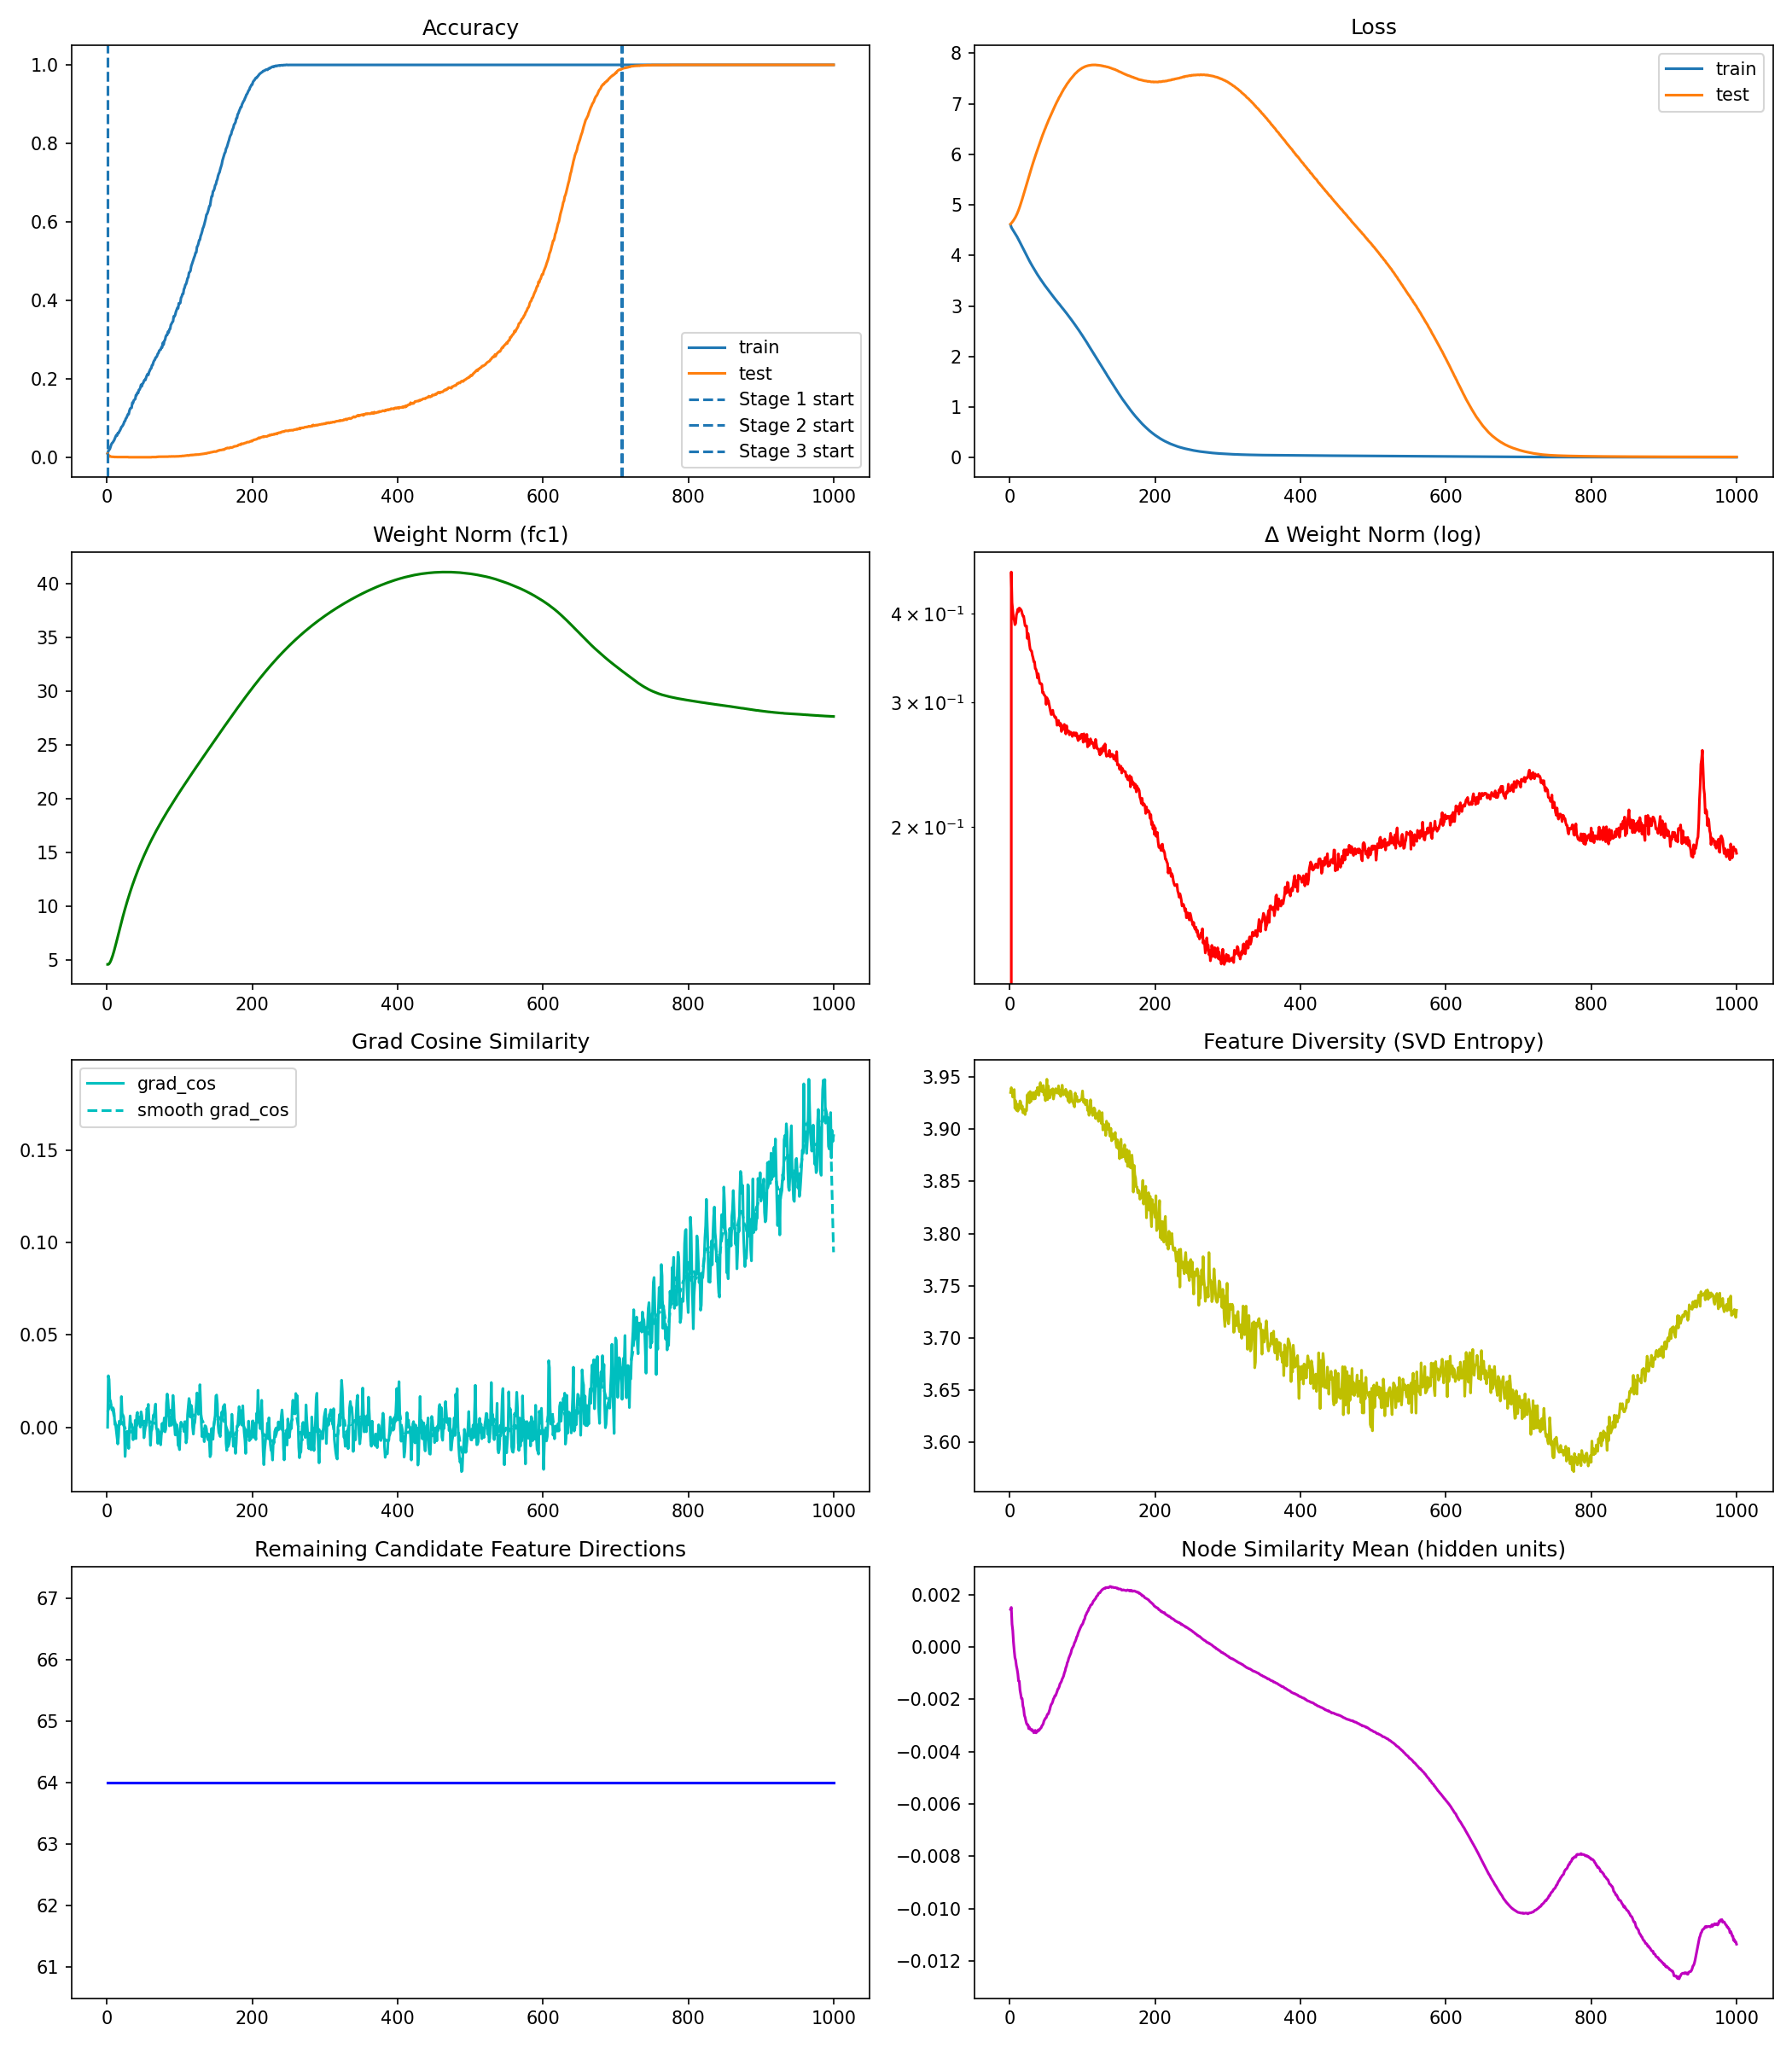 Accuracy
1.0
0.8
0.6
0.4
0.2
0.0
train
test
Stage 1 start
Stage 2 start
Stage 3 start
0 200 400 600 800 1000
Loss
8
7
6
5
4
3
2
1
0
train
test
0 200 400 600 800 1000
Weight Norm (fc1)
40
35
30
25
20
15
10
5
0 200 400 600 800 1000
Δ Weight Norm (log)
4 × 10⁻¹
3 × 10⁻¹
2 × 10⁻¹
0 200 400 600 800 1000
Grad Cosine Similarity
grad_cos
smooth grad_cos
0.15
0.10
0.05
0.00
0 200 400 600 800 1000
Feature Diversity (SVD Entropy)
3.95
3.90
3.85
3.80
3.75
3.70
3.65
3.60
0 200 400 600 800 1000
Remaining Candidate Feature Directions
67
66
65
64
63
62
61
0 200 400 600 800 1000
Node Similarity Mean (hidden units)
0.002
0.000
−0.002
−0.004
−0.006
−0.008
−0.010
−0.012
0 200 400 600 800 1000